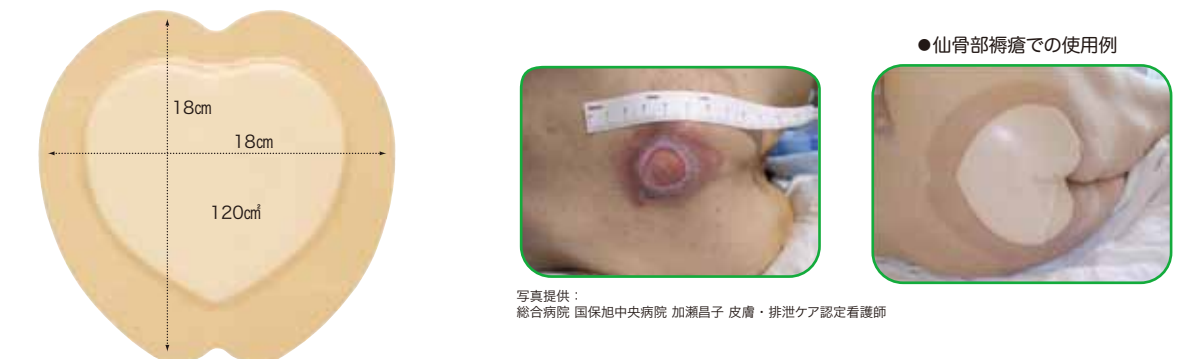 18㎝
18㎝
120㎠
●仙骨部褥瘡での使用例
写真提供：
総合病院 国保旭中央病院 加瀬昌子 皮膚・排泄ケア認定看護師